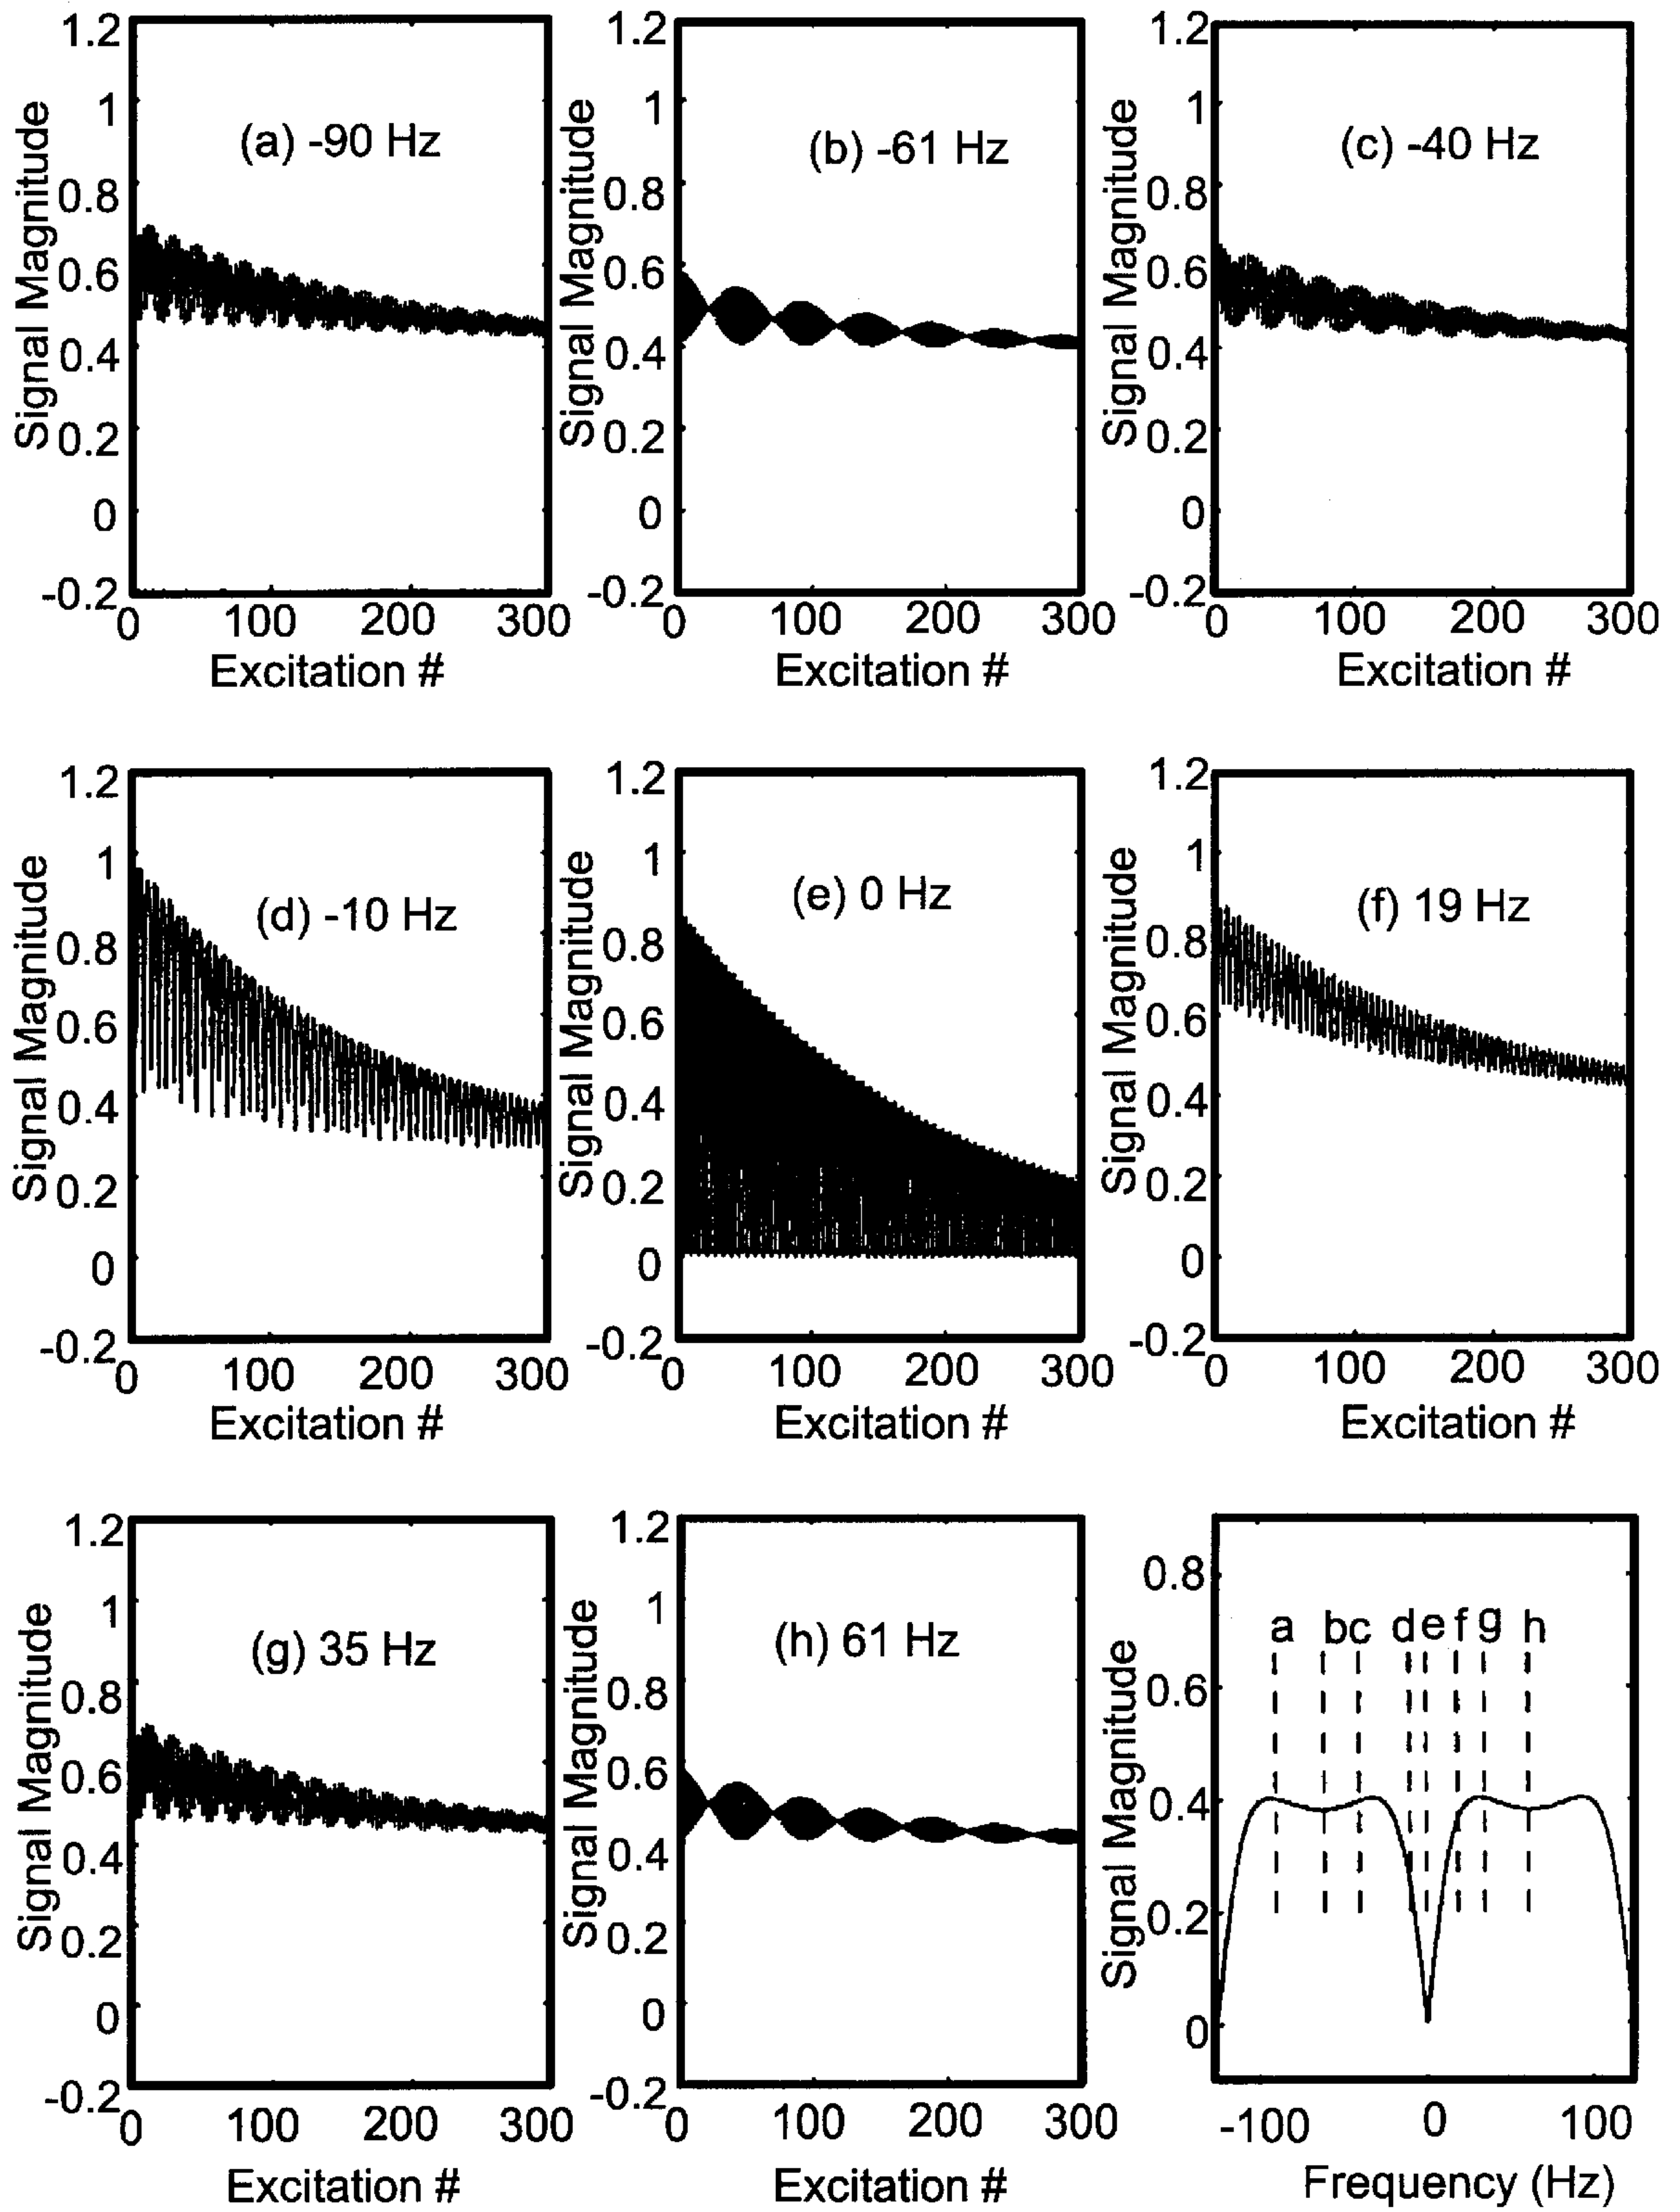 1.2 1.2 1.2
1 1 1
(a) -90 Hz (b) -61 Hz (c) -40 Hz
0.8 0.8 0.8
0.6 0.6 0.6
0.4 0.4 0.4
0.2 0.2 0.2
0 0 0
-0.2 -0.2 -0.2
Signal Magnitude Signal Magnitude Signal Magnitude
0 100 200 300 0 100 200 300 0 100 200 300
Excitation # Excitation # Excitation #
1.2 1.2 1.2
1 1 1
(d) -10 Hz (e) 0 Hz (f) 19 Hz
0.8 0.8 0.8
0.6 0.6 0.6
0.4 0.4 0.4
0.2 0.2 0.2
0 0 0
-0.2 -0.2 -0.2
Signal Magnitude Signal Magnitude Signal Magnitude
0 100 200 300 0 100 200 300 0 100 200 300
Excitation # Excitation # Excitation #
1.2 1.2 0.8
1 1
(g) 35 Hz (h) 61 Hz a b c d e f g h
0.8 0.8 0.6
0.6 0.6 0.4
0.4 0.4 0.2
0.2 0.2
0 0 0
-0.2 -0.2
Signal Magnitude Signal Magnitude Signal Magnitude
0 100 200 300 0 100 200 300 -100 0 100
Excitation # Excitation # Frequency (Hz)